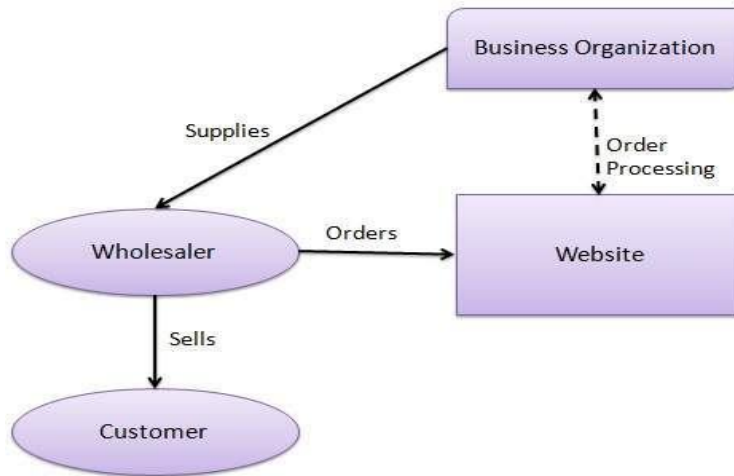 Business Organization
Supplies
Order
Processing
Wholesaler
Orders
Website
Sells
Customer